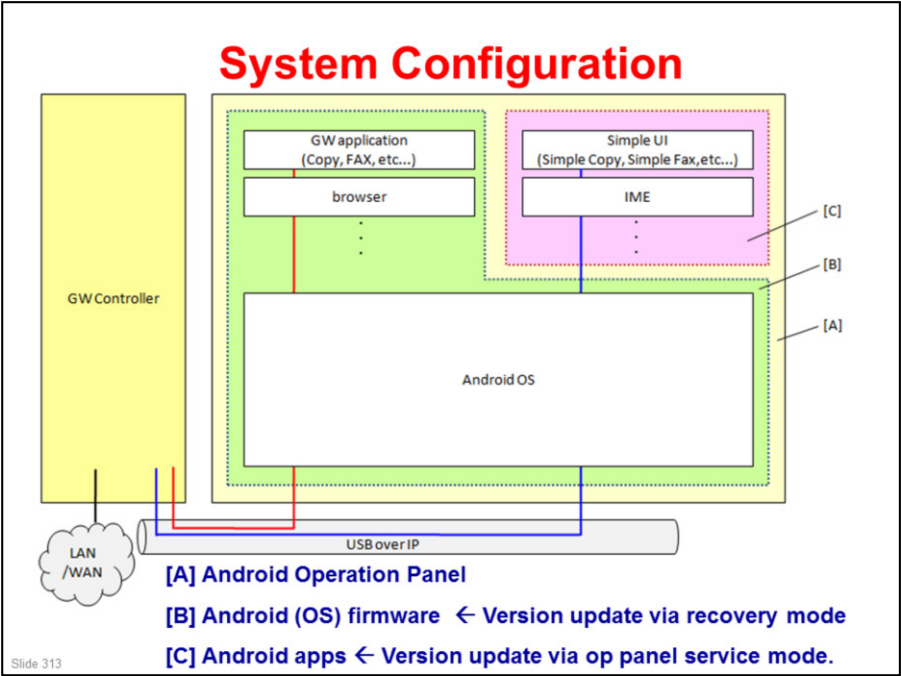 System Configuration
GW application
(Copy, FAX, etc...)
Simple UI
(Simple Copy, Simple Fax,etc...)
browser
IME
[C]
[B]
[A]
GW Controller
Android OS
USB over IP
LAN
/WAN
[A] Android Operation Panel
[B] Android (OS) firmware ← Version update via recovery mode
[C] Android apps ← Version update via op panel service mode.
Slide 313